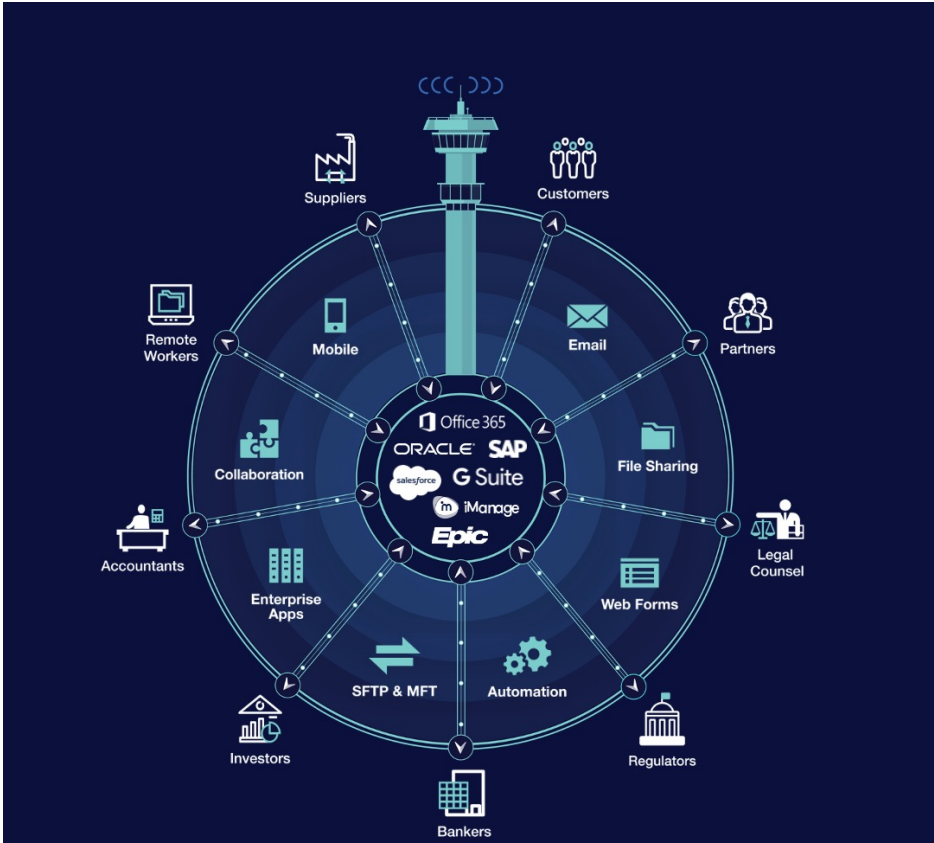 Suppliers
Customers
Remote
Workers
Mobile
Email
Partners
Office 365
ORACLE
SAP
salesforce
G Suite
im
iManage
Epic
Collaboration
File Sharing
Accountants
Legal
Counsel
Enterprise
Apps
Web Forms
SFTP & MFT
Automation
Investors
Regulators
Bankers